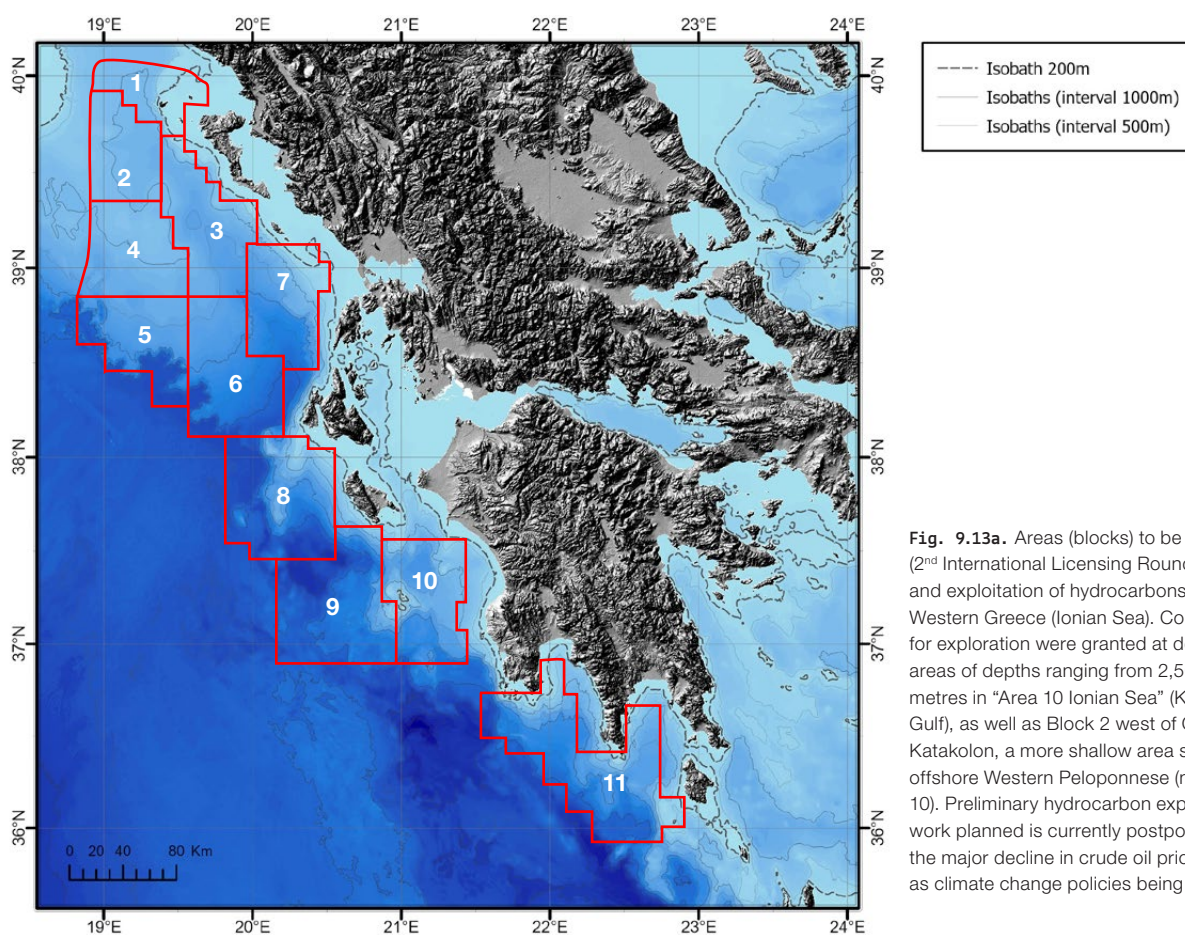 19°E 20°E 21°E 22°E 23°E 24°E
40°N 40°N
39°N 39°N
38°N 38°N
37°N 37°N
36°N 36°N
1
2
3
4
5
6
7
8
9
10
11
0 20 40 80 Km
19°E 20°E 21°E 22°E 23°E 24°E
Isobath 200m
Isobaths (interval 1000m)
Isobaths (interval 500m)
Fig. 9.13a. Areas (blocks) to be
(2nd International Licensing Roun
and exploitation of hydrocarbons
Western Greece (Ionian Sea). Co
for exploration were granted at d
areas of depths ranging from 2,5
metres in “Area 10 Ionian Sea” (K
Gulf), as well as Block 2 west of
Katakolon, a more shallow area s
offshore Western Peloponnese (
10). Preliminary hydrocarbon exp
work planned is currently postpo
the major decline in crude oil pric
as climate change policies being